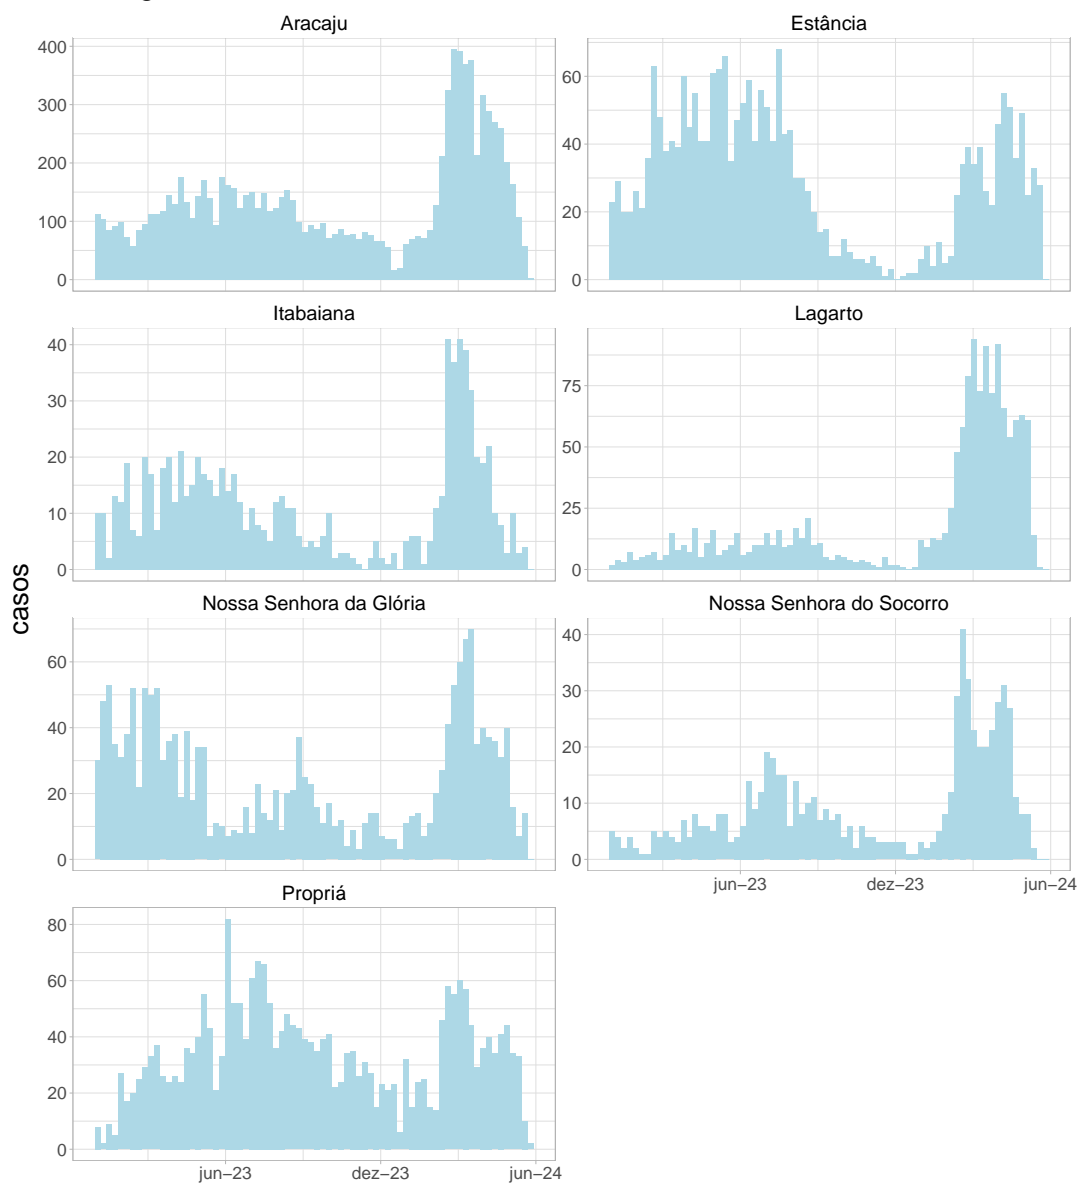 Aracaju
Estância
400
300
200
100
0
60
40
20
0
Itabaiana
Lagarto
40
30
20
10
0
75
50
25
0
casos
Nossa Senhora da Glória
Nossa Senhora do Socorro
60
40
20
0
40
30
20
10
0
jun–23
dez–23
jun–24
Propriá
80
60
40
20
0
jun–23
dez–23
jun–24